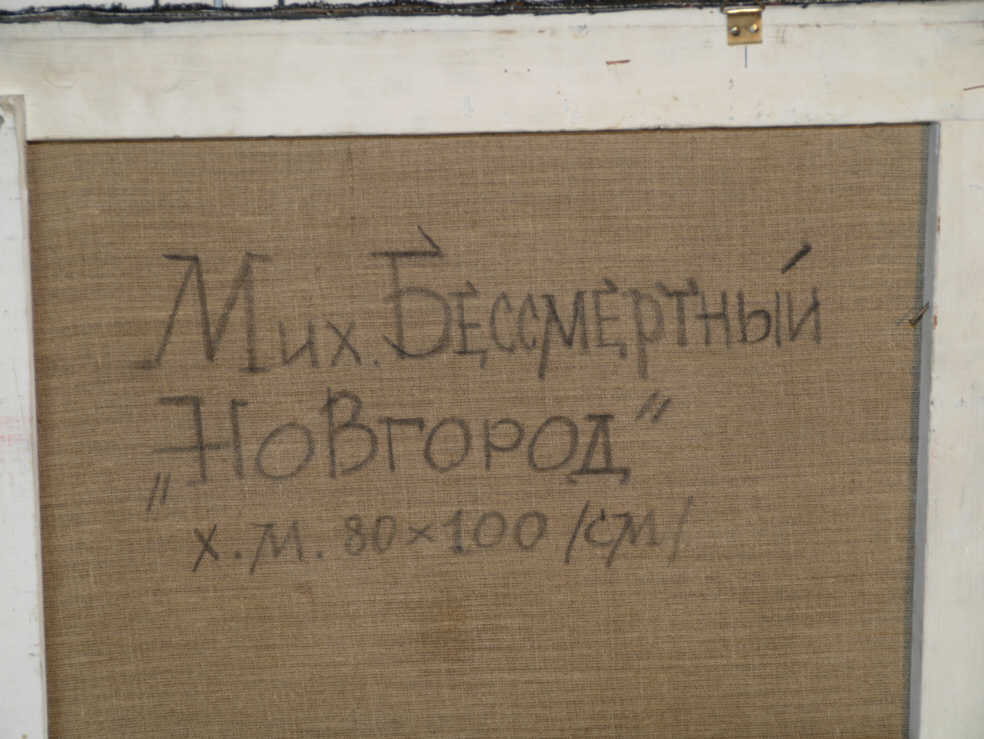 Мих. Бессмертный
„Новгород"
х.м. 80×100 /см/